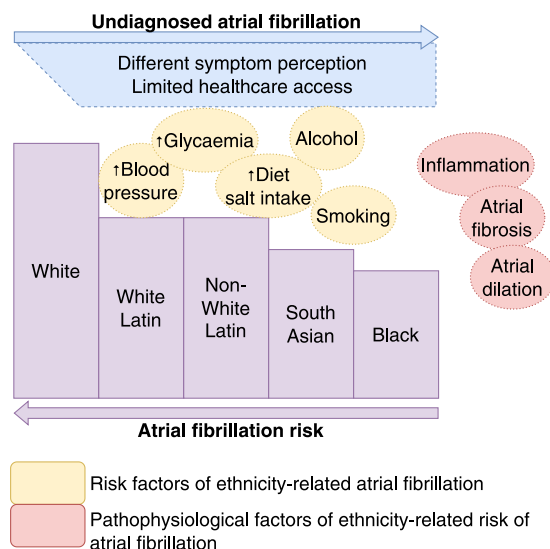 Undiagnosed atrial fibrillation
Different symptom perception
Limited healthcare access
↑Glycaemia
Alcohol
↑Blood
pressure
↑Diet
salt intake
Smoking
Inflammation
Atrial
fibrosis
Atrial
dilation
White
White
Latin
Non-
White
Latin
South
Asian
Black
Atrial fibrillation risk
Risk factors of ethnicity-related atrial fibrillation
Pathophysiological factors of ethnicity-related risk of
atrial fibrillation